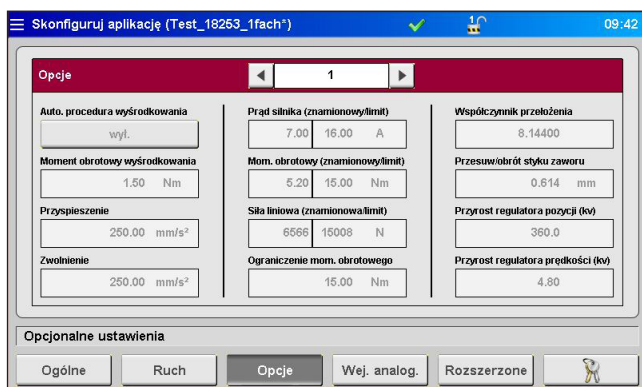 Skonfiguruj aplikację (Test_18253_1fach*)
1
09:42
Opcje
1
Auto. procedura wyśrodkowania
wył.
Moment obrotowy wyśrodkowania
1.50 Nm
Przyspieszenie
250.00 mm/s²
Zwolnienie
250.00 mm/s²
Prąd silnika (znamionowy/limit)
7.00 16.00 A
Mom. obrotowy (znamionowy/limit)
5.20 15.00 Nm
Siła liniowa (znamionowa/limit)
6566 15008 N
Ograniczenie mom. obrotowego
15.00 Nm
Współczynnik przełożenia
8.14400
Przesuw/obrót styku zaworu
0.614 mm
Przyrost regulatora pozycji (kv)
360.0
Przyrost regulatora prędkości (kv)
4.80
Opcjonalne ustawienia
Ogólne
Ruch
Opcje
Wej. analog.
Rozszerzone